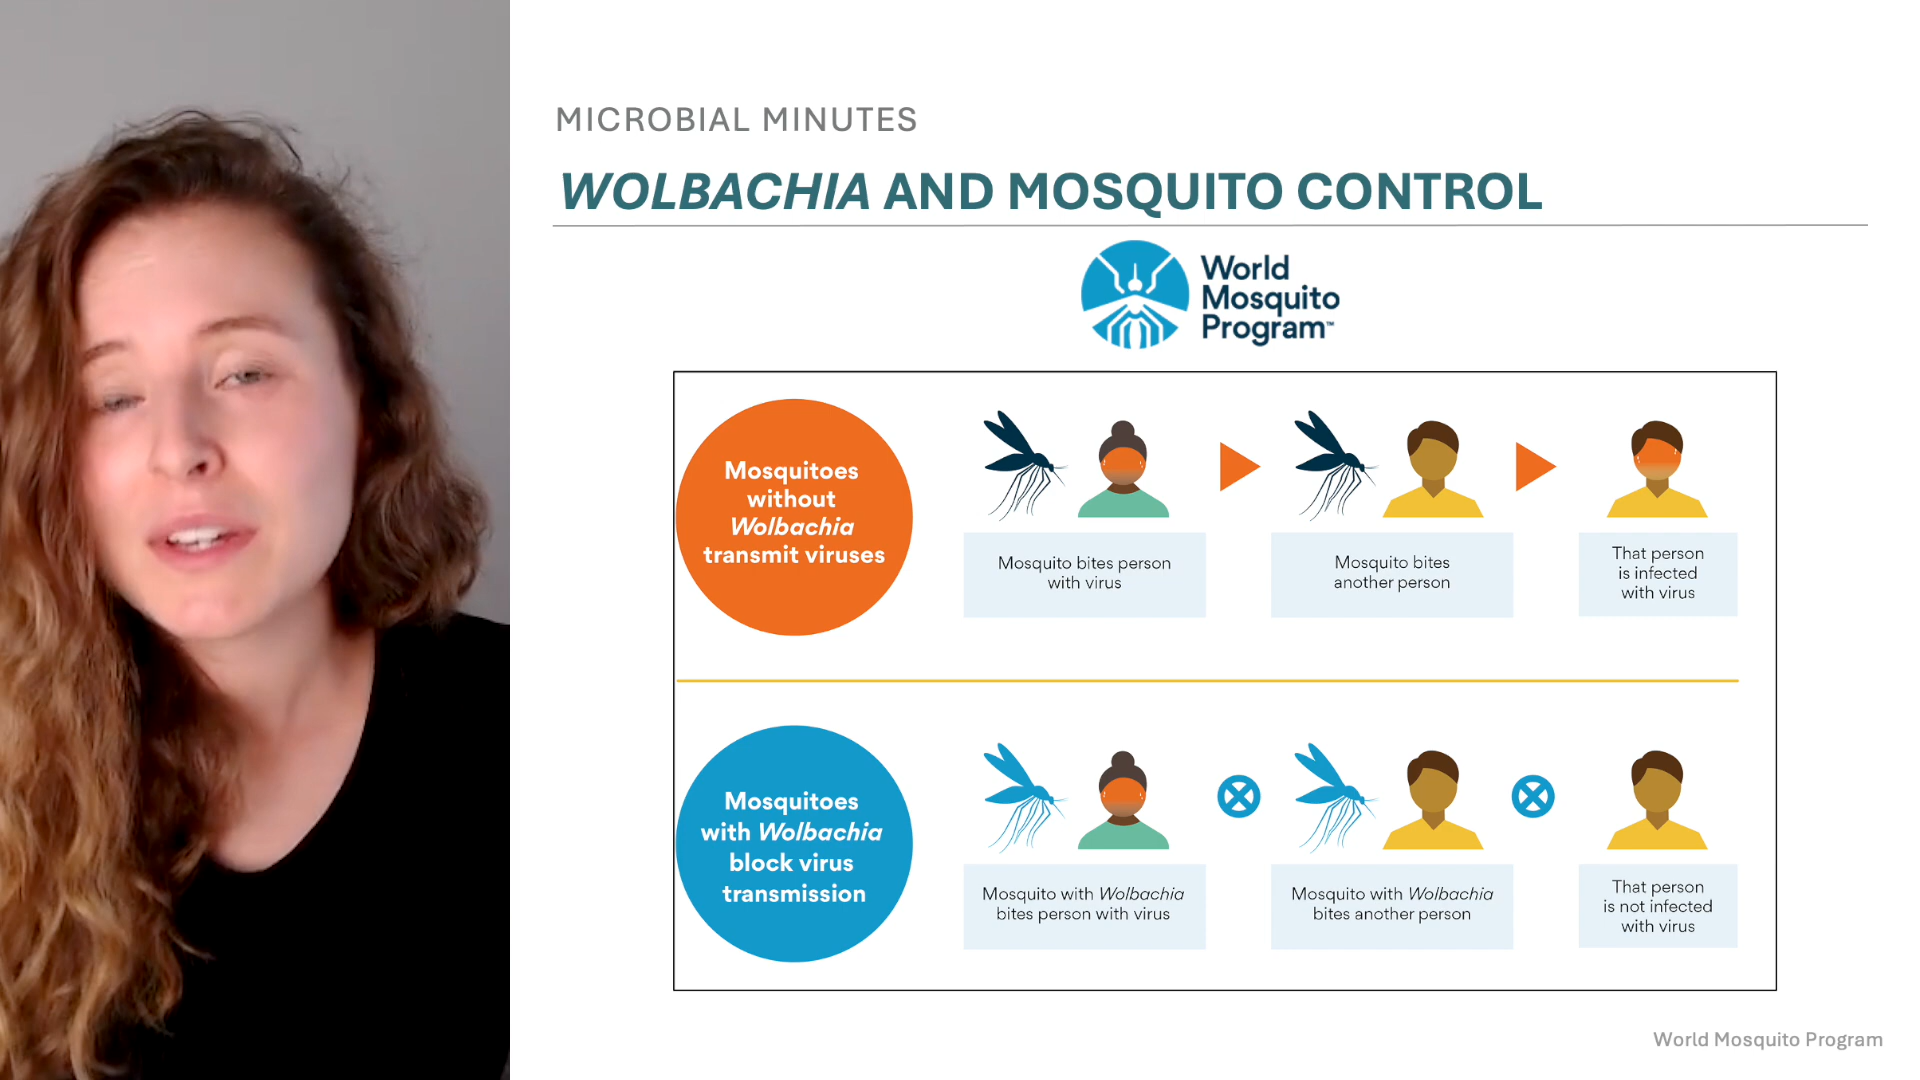 MICROBIAL MINUTES
WOLBACHIA AND MOSQUITO CONTROL
World
Mosquito
Program™
Mosquitoes
without
Wolbachia
transmit viruses
Mosquito bites person
with virus
Mosquito bites
another person
That person
is infected
with virus
Mosquitoes
with Wolbachia
block virus
transmission
Mosquito with Wolbachia
bites person with virus
Mosquito with Wolbachia
bites another person
That person
is not infected
with virus
World Mosquito Program